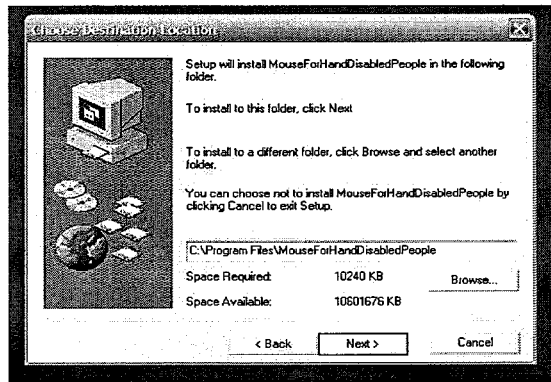 Choose Destination Location
Setup will install MouseForHandDisabledPeople in the following
folder.
To install to this folder, click Next
To install to a different folder, click Browse and select another
folder.
You can choose not to install MouseForHandDisabledPeople by
clicking Cancel to exit Setup.
C:\Program Files\MouseForHandDisabledPeople
Space Required: 10240 KB
Browse...
Space Available: 10601676 KB
< Back Next > Cancel